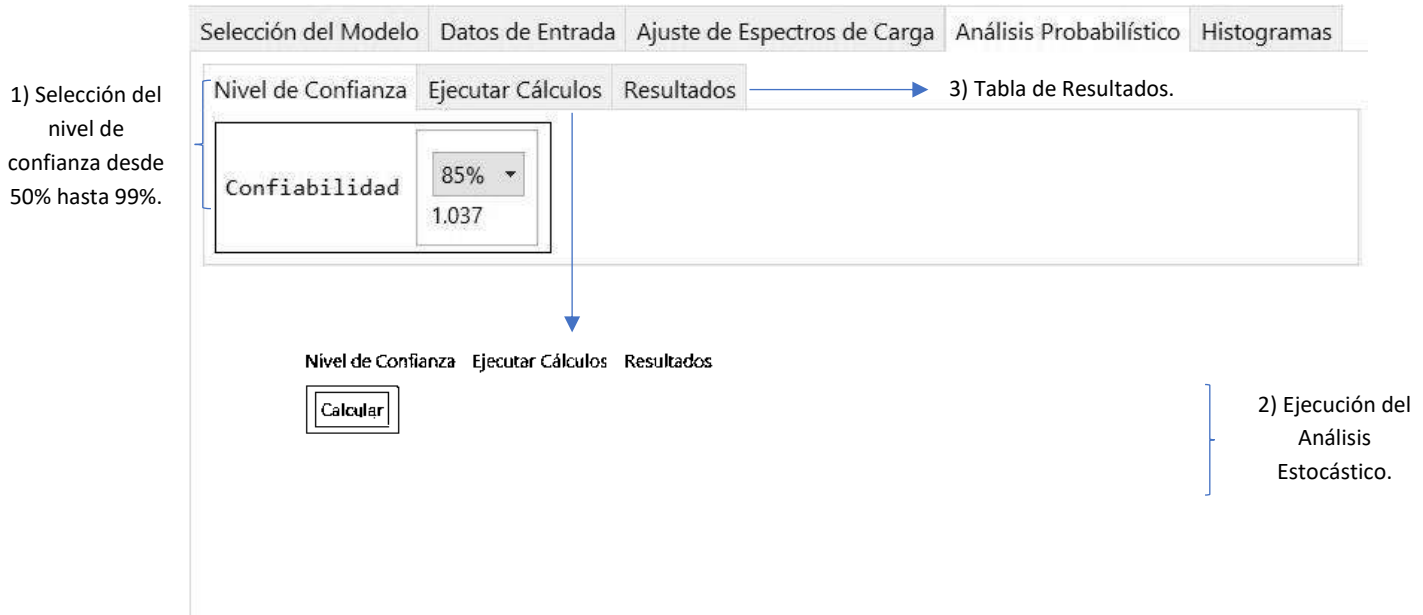 Selección del Modelo Datos de Entrada Ajuste de Espectros de Carga Análisis Probabilístico Histogramas
Nivel de Confianza Ejecutar Cálculos Resultados
3) Tabla de Resultados.
1) Selección del
nivel de
confianza desde
50% hasta 99%.
Confiabilidad
85%
1.037
Nivel de Confianza Ejecutar Cálculos Resultados
Calcular
2) Ejecución del
Análisis
Estocástico.